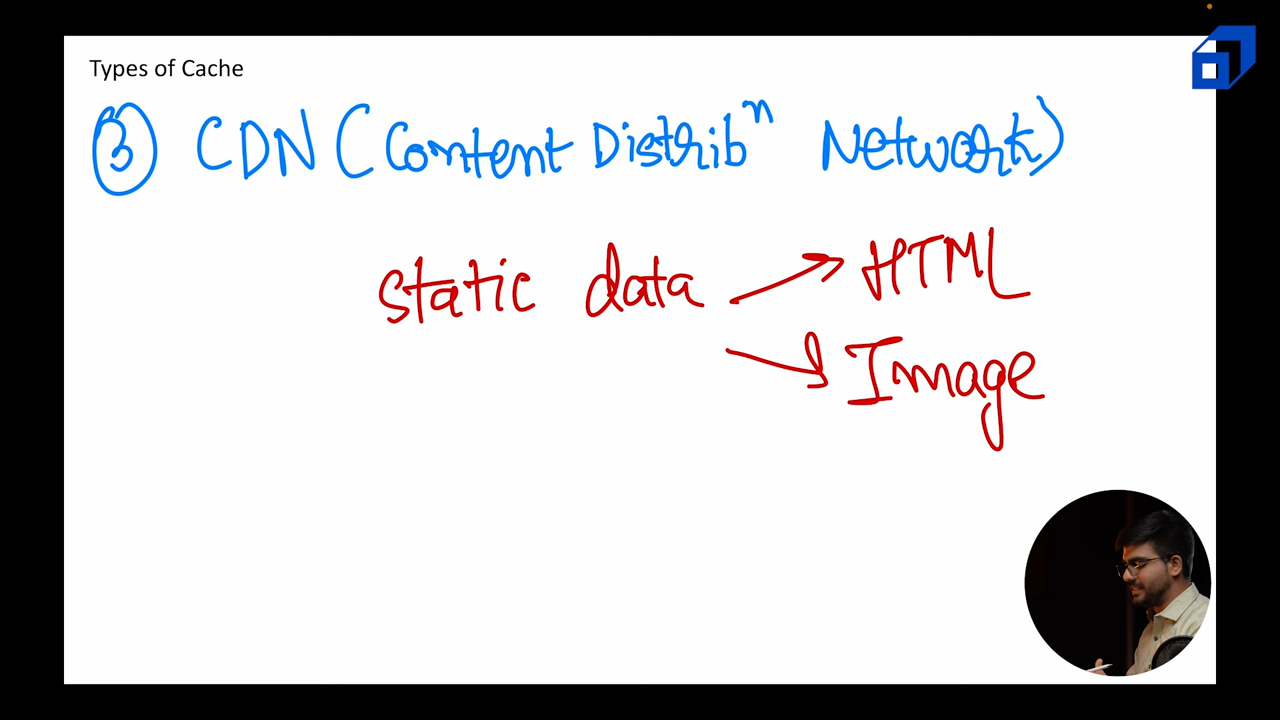 Types of Cache
③ CDN (Content Distribⁿ Network)
static data → HTML
→ Image